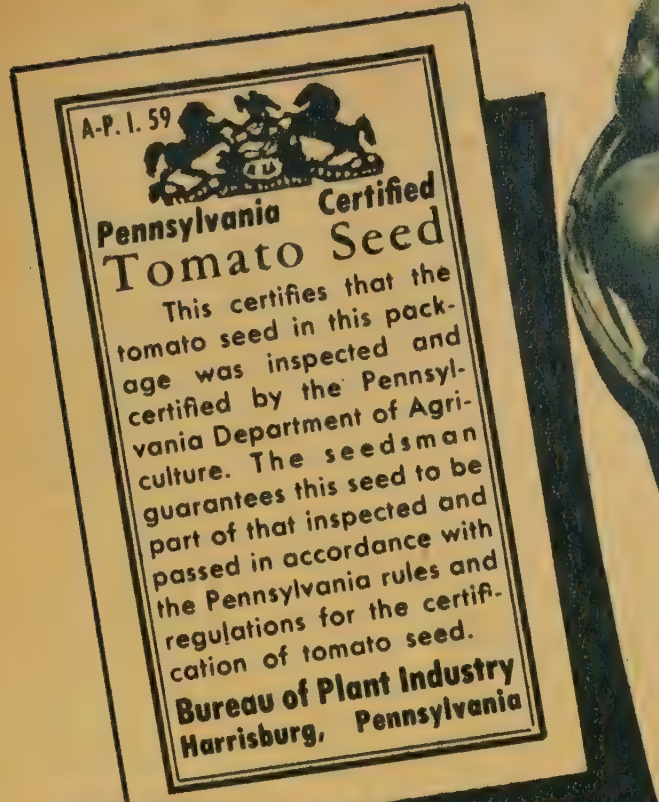 A-P. I. 59
Pennsylvania Certified
Tomato Seed
This certifies that the
tomato seed in this pack-
age was inspected and
certified by the Pennsyl-
vania Department of Agri-
culture. The seedsman
guarantees this seed to be
part of that inspected and
passed in accordance with
the Pennsylvania rules and
regulations for the certifi-
cation of tomato seed.
Bureau of Plant Industry
Harrisburg, Pennsylvania